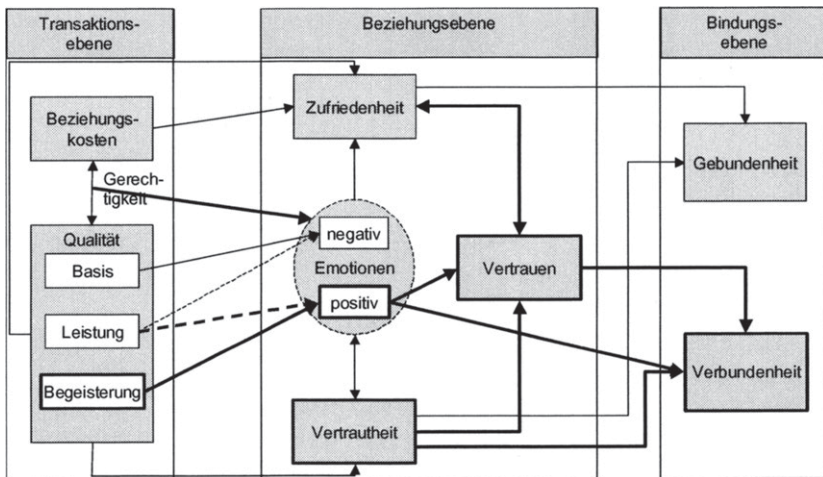 Transaktions-
ebene
Beziehungsebene
Bindungs-
ebene
Beziehungs-
kosten
Zufriedenheit
Gebundenheit
Gerech-
tigkeit
Qualität
negativ
Basis
Emotionen
Vertrauen
Leistung
positiv
Verbundenheit
Begeisterung
Vertrautheit